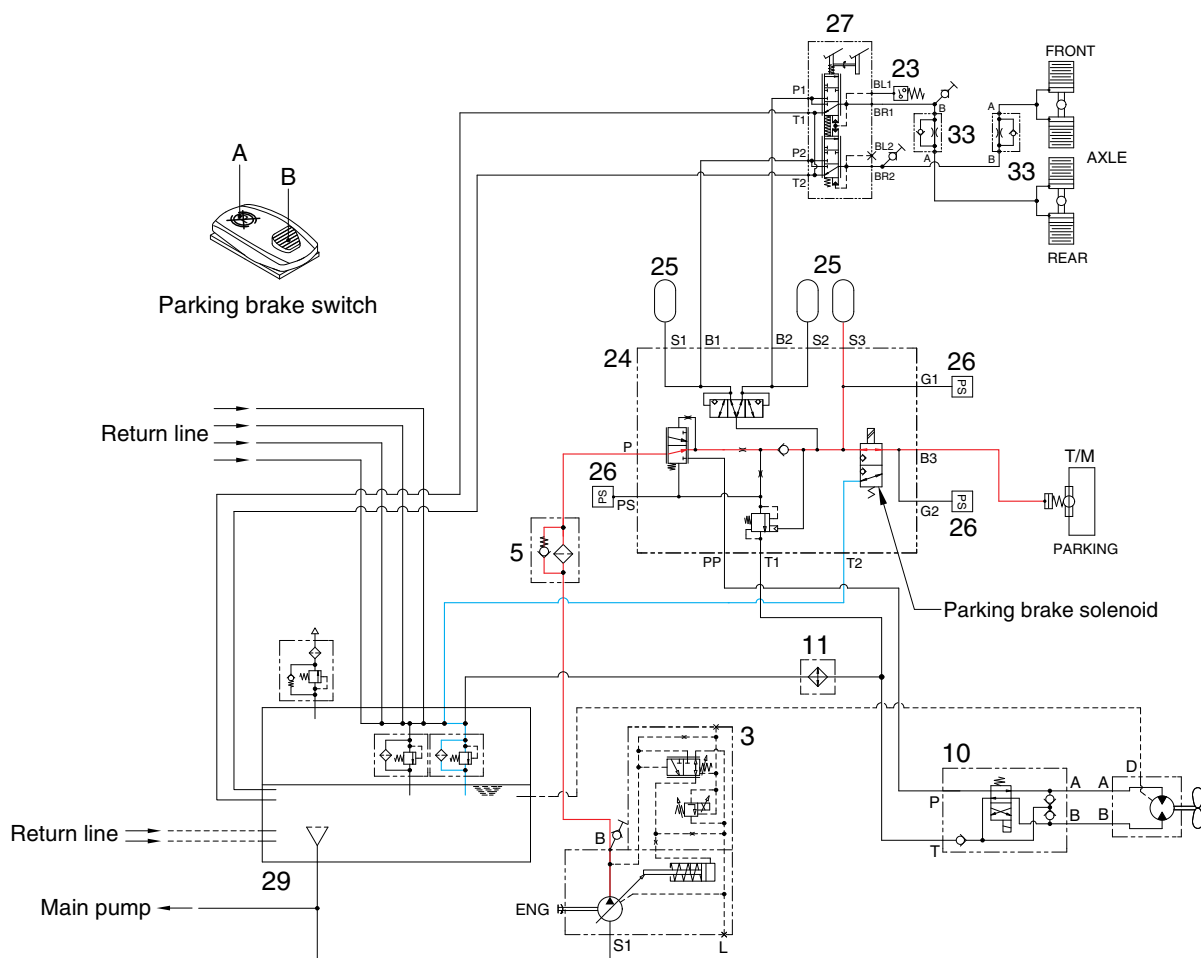 27
FRONT
23
P1
BL1
A
B
BR1
T1
33
A
B
BL2
P2
A
B
33
AXLE
T2
BR2
REAR
Parking brake switch
25
25
S1
B1
B2
S2
S3
24
26
G1
PS
Return line
P
B3
T/M
26
PS
PS
G2
PS
26
PARKING
5
PP
T1
T2
Parking brake solenoid
11
3
10
D
A
A
P
B
B
B
T
Return line
29
Main pump
ENG
S1
L